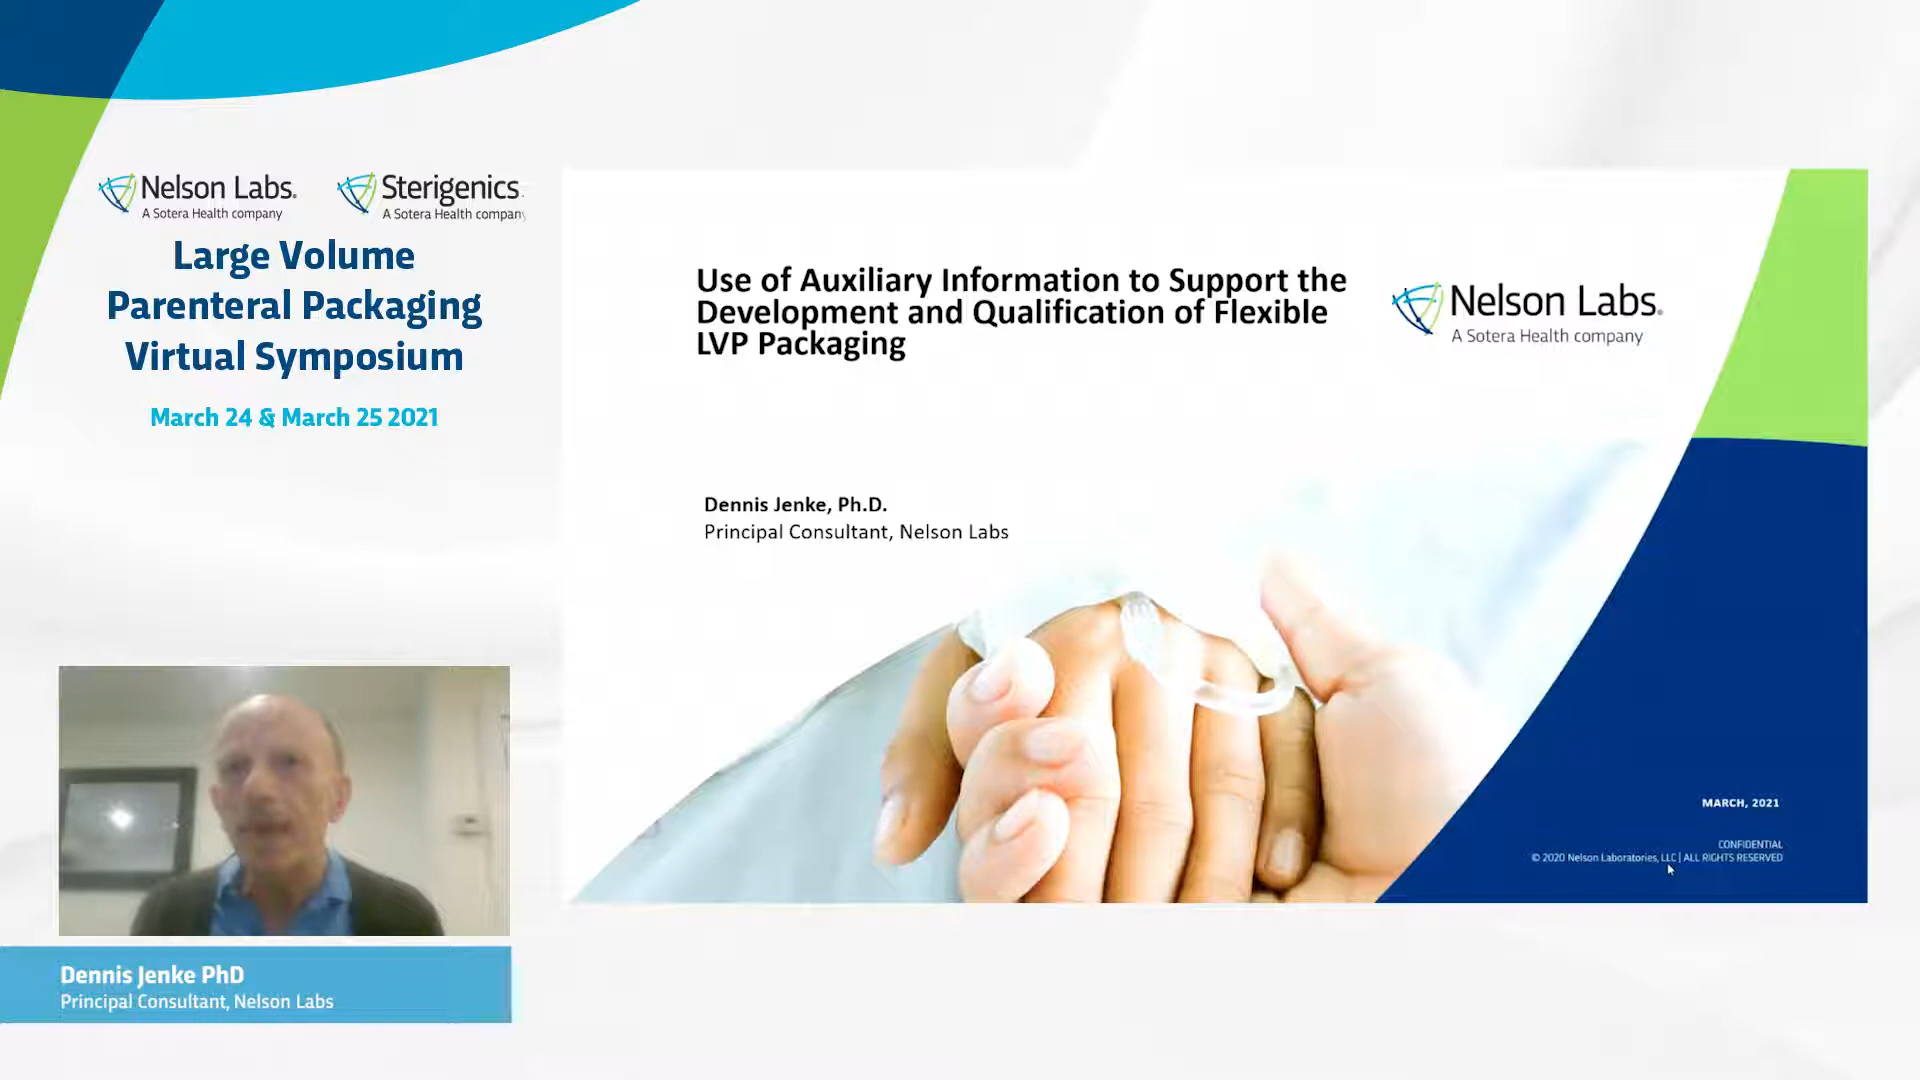 Nelson Labs.
A Sotera Health company
Sterigenics
A Sotera Health company
Large Volume
Parenteral Packaging
Virtual Symposium
March 24 & March 25 2021
Use of Auxiliary Information to Support the
Development and Qualification of Flexible
LVP Packaging
Nelson Labs.
A Sotera Health company
Dennis Jenke, Ph.D.
Principal Consultant, Nelson Labs
MARCH, 2021
CONFIDENTIAL
© 2020 Nelson Laboratories, LLC | ALL RIGHTS RESERVED
Dennis Jenke PhD
Principal Consultant, Nelson Labs